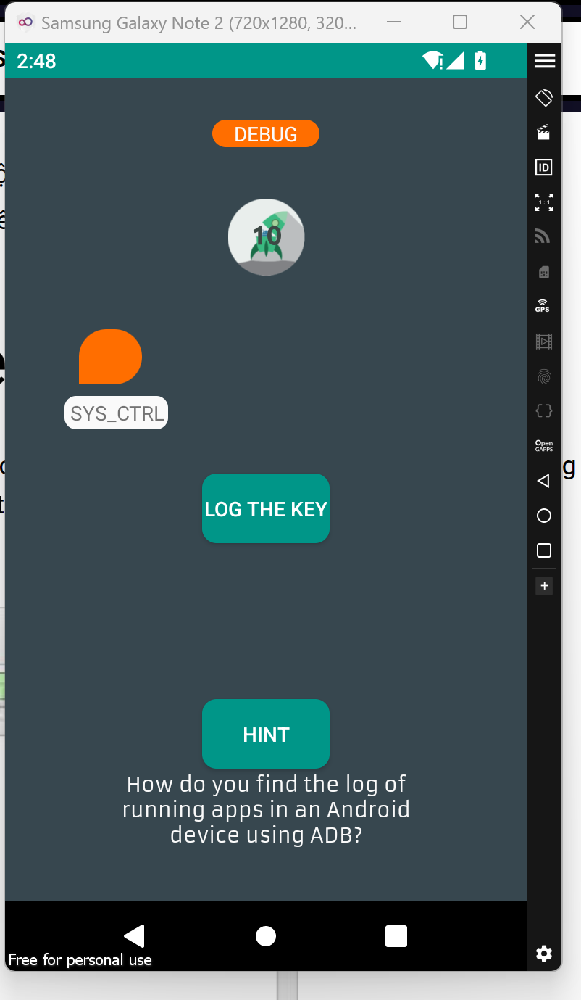 Samsung Galaxy Note 2 (720x1280, 320...
2:48
DEBUG
ID
10
1 : 1
GPS
SYS_CTRL
Open
GAPPS
g
LOG THE KEY
HINT
How do you find the log of
running apps in an Android
device using ADB?
Free for personal use